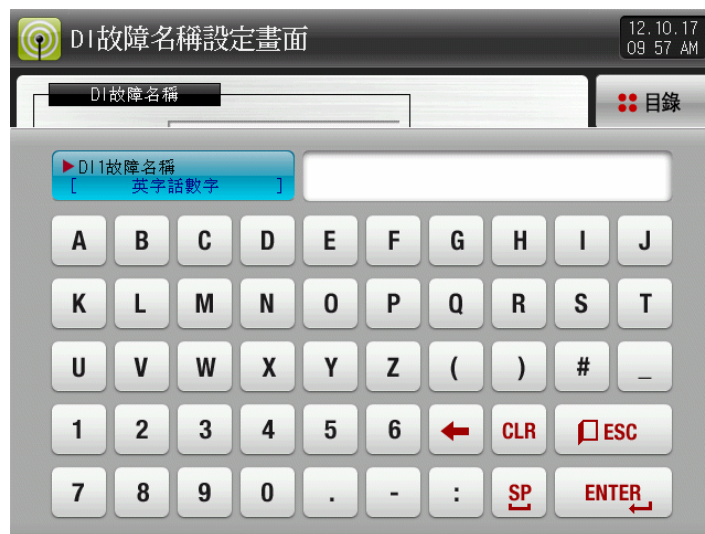 DI故障名稱設定畫面
12.10.17
09 57 AM
DI故障名稱
目錄
▶DI1故障名稱
[ 英字話數字 ]
A B C D E F G H I J
K L M N O P Q R S T
U V W X Y Z ( ) # _
1 2 3 4 5 6 ← CLR ESC
7 8 9 0 . - : SP ENTER